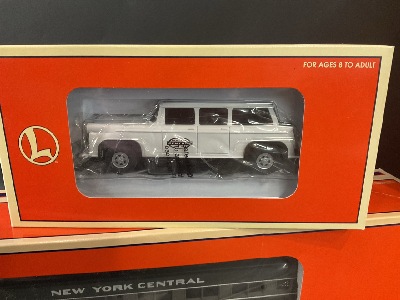 FOR AGES 8 TO ADULT
L
NEW YORK CENTRAL